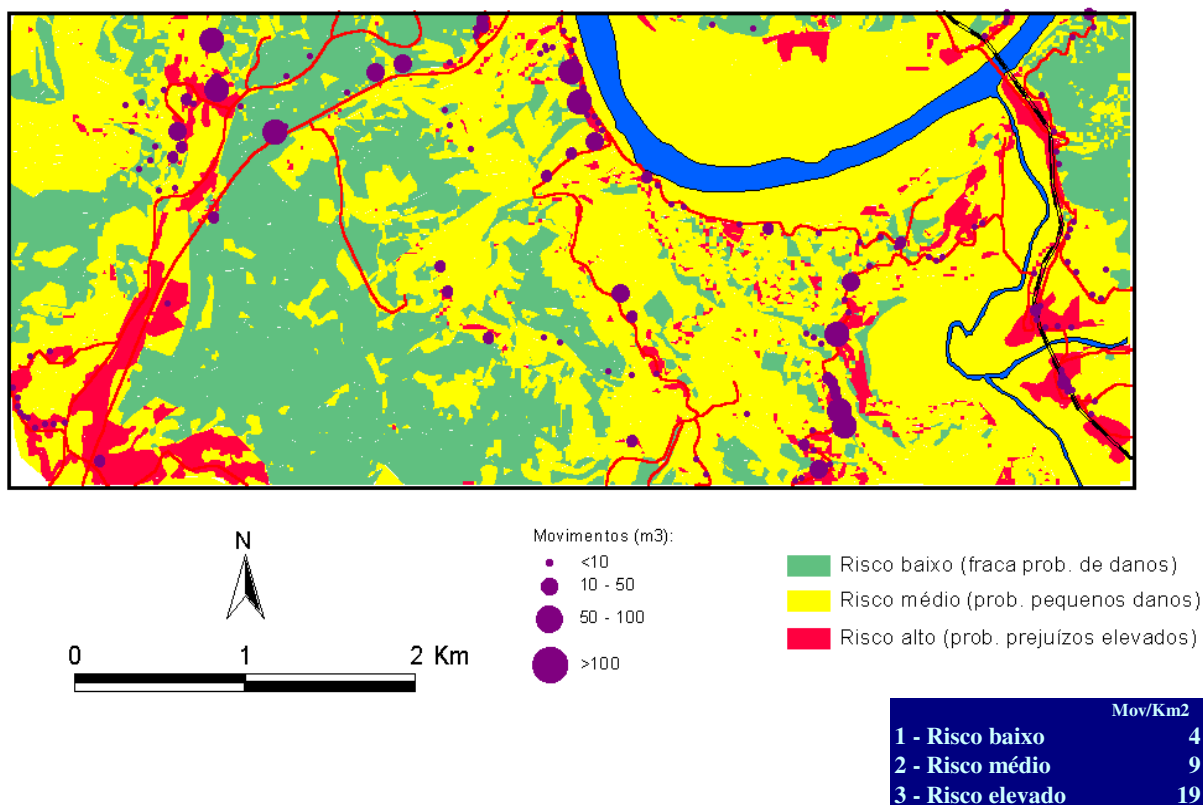 N
0 1 2 Km
Movimentos (m3):
<10
10 - 50
50 - 100
>100
Risco baixo (fraca prob. de danos)
Risco médio (prob. pequenos danos)
Risco alto (prob. prejuízos elevados)
Mov/Km2
1 - Risco baixo 4
2 - Risco médio 9
3 - Risco elevado 19